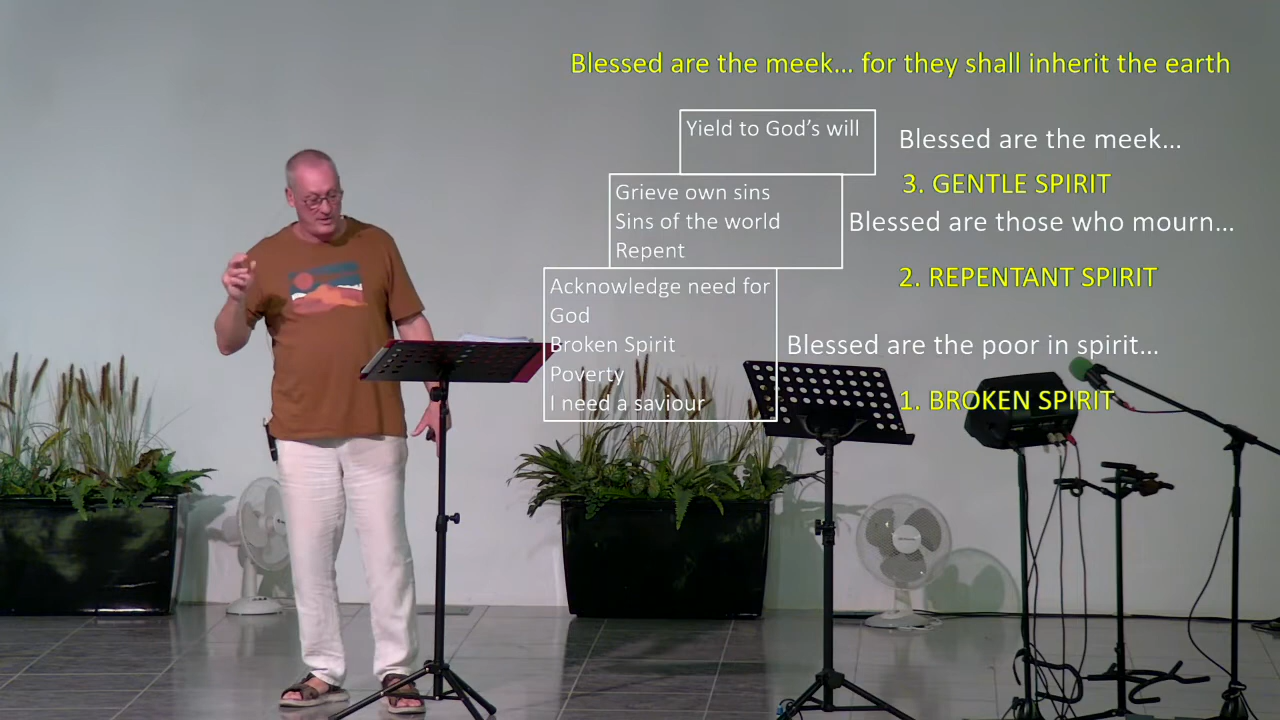 Blessed are the meek... for they shall inherit the earth
Yield to God's will
Blessed are the meek...
3. GENTLE SPIRIT
Grieve own sins
Sins of the world
Repent
Blessed are those who mourn...
2. REPENTANT SPIRIT
Acknowledge need for
God
Broken Spirit
Poverty
I need a saviour
Blessed are the poor in spirit...
1. BROKEN SPIRIT